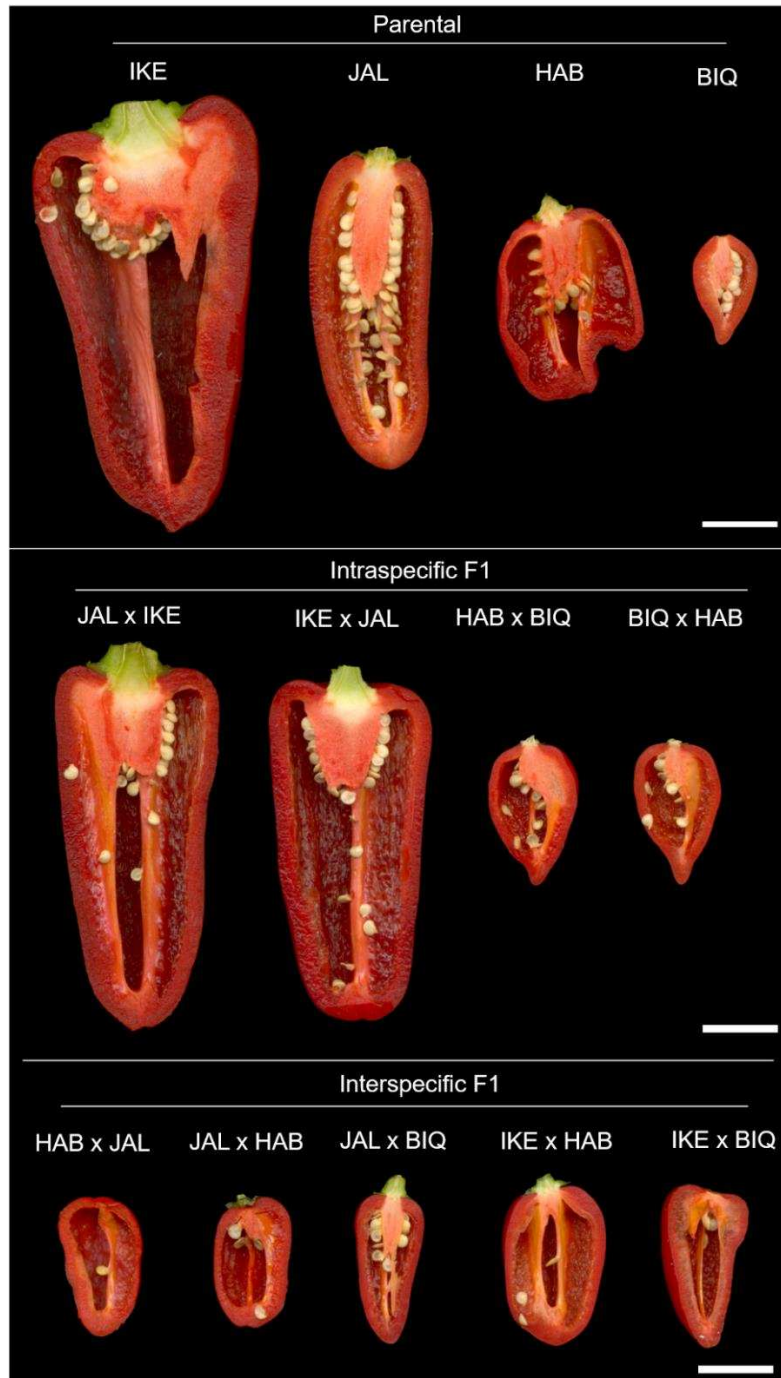 Parental
IKE JAL HAB BIQ
Intraspecific F1
JAL x IKE IKE x JAL HAB x BIQ BIQ x HAB
Interspecific F1
HAB x JAL JAL x HAB JAL x BIQ IKE x HAB IKE x BIQ